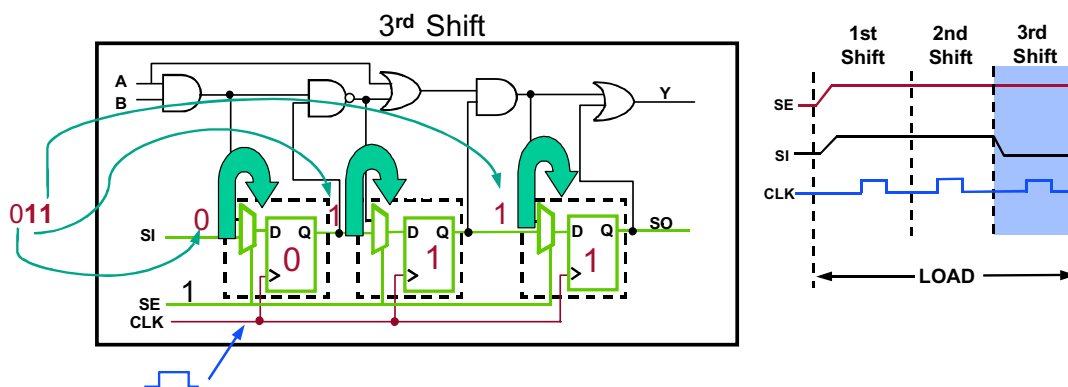 3rd Shift
A
B
Y
011
0
1
1
SI
D Q
0
D Q
1
D Q
1
SO
1
SE
CLK
1st Shift
2nd Shift
3rd Shift
SE
SI
CLK
LOAD